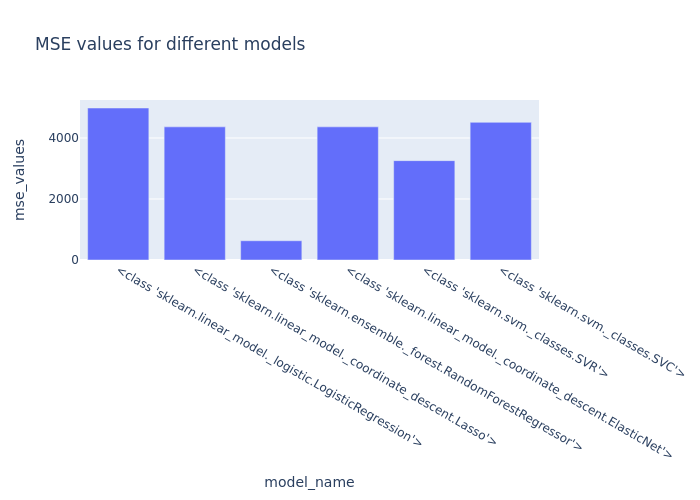 MSE values for different models
mse_values
4000
2000
0
<class 'sklearn.linear_model._logistic.LogisticRegression'>
<class 'sklearn.linear_model._coordinate_descent.Lasso'>
<class 'sklearn.ensemble._forest.RandomForestRegressor'>
<class 'sklearn.linear_model._coordinate_descent.ElasticNet'>
<class 'sklearn.svm._classes.SVR'>
<class 'sklearn.svm._classes.SVC'>
model_name